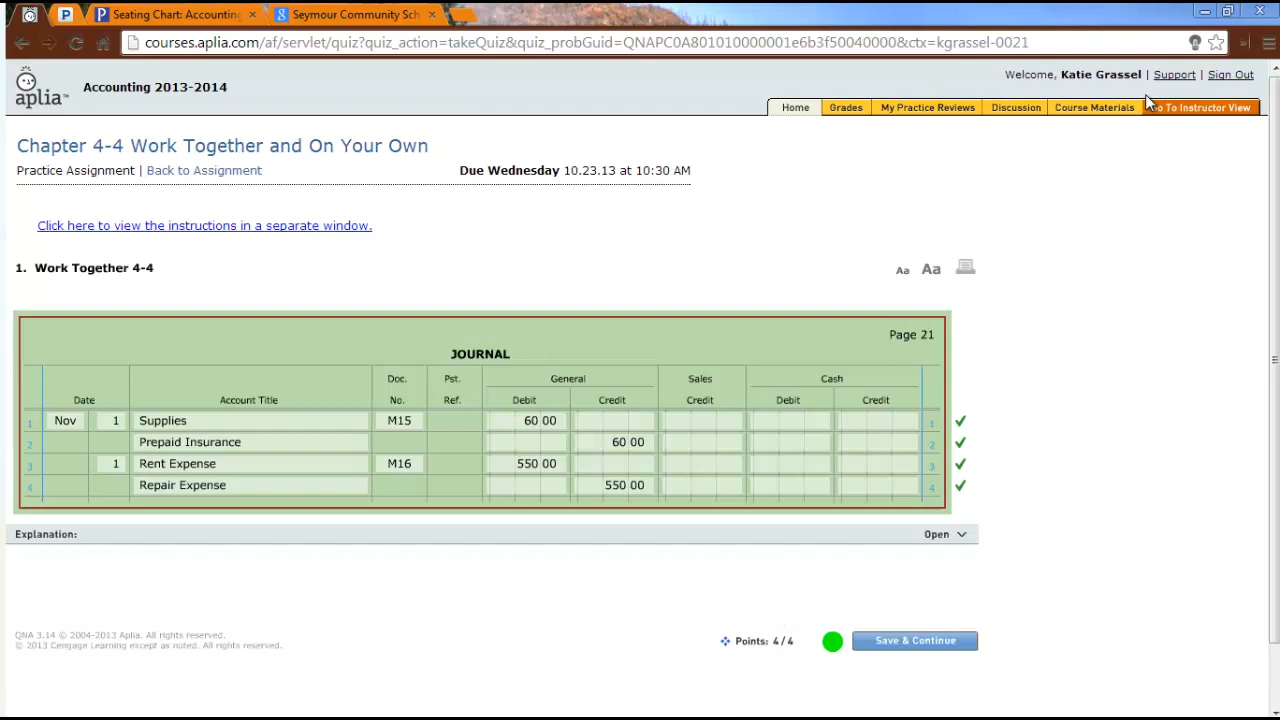 Seating Chart: Accounting
Seymour Community Sch
courses.aplia.com/af/servlet/quiz?quiz_action=takeQuiz&quiz_probGuid=QNAPC0A801010000001e6b3f50040000&ctx=kgrassel-0021
Welcome, Katie Grassel | Support | Sign Out
aplia™ Accounting 2013-2014
Home Grades My Practice Reviews Discussion Course Materials Go To Instructor View
Chapter 4-4 Work Together and On Your Own
Practice Assignment | Back to Assignment Due Wednesday 10.23.13 at 10:30 AM
Click here to view the instructions in a separate window.
1. Work Together 4-4 Aa Aa
Page 21
JOURNAL
Doc. Pst. General Sales Cash
Date Account Title No. Ref. Debit Credit Credit Debit Credit
1 Nov 1 Supplies M15 60 00 1
2 Prepaid Insurance 60 00 2
3 1 Rent Expense M16 550 00 3
4 Repair Expense 550 00 4
Explanation: Open
QNA 3.14 © 2004-2013 Aplia. All rights reserved.
© 2013 Cengage Learning except as noted. All rights reserved.
Points: 4 / 4 Save & Continue